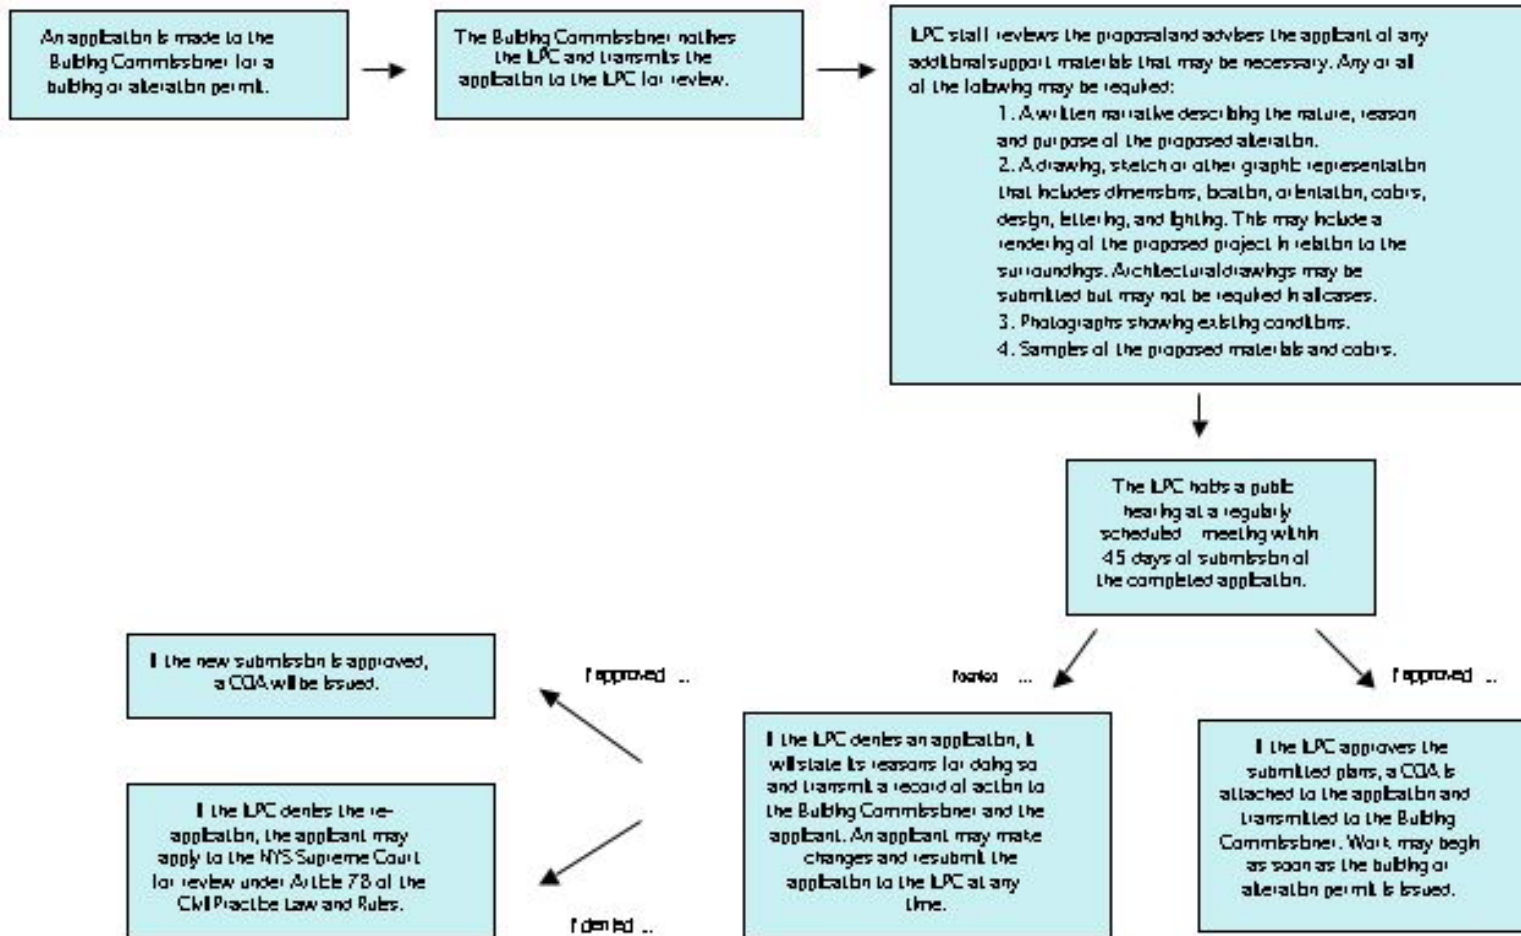 An application is made to the
Building Commissioner for a
building or alteration permit.
The Building Commissioner notifies
the ILPC and transmits the
application to the ILPC for review.
ILPC staff reviews the proposal and advises the applicant of any
additional support materials that may be necessary. Any or all
of the following may be required:
1. A written narrative describing the nature, reason
and purpose of the proposed alteration.
2. A drawing, sketch or other graphic representation
that includes dimensions, location, orientation, colors,
design, lettering, and lighting. This may include a
rendering of the proposed project in relation to the
surroundings. Architectural drawings may be
submitted but may not be required in all cases.
3. Photographs showing existing conditions.
4. Samples of the proposed materials and colors.
The ILPC holds a public
hearing at a regularly
scheduled meeting within
45 days of submission of
the completed application.
If denied ...
If approved ...
If the ILPC denies an application, it
will state its reasons for doing so
and transmit a record of action to
the Building Commissioner and the
applicant. An applicant may make
changes and resubmit the
application to the ILPC at any
time.
If the ILPC approves the
submitted plans, a COA is
attached to the application and
transmitted to the Building
Commissioner. Work may begin
as soon as the building or
alteration permit is issued.
If approved ...
If the new submission is approved,
a COA will be issued.
If the ILPC denies the re-
application, the applicant may
apply to the NYS Supreme Court
for review under Article 78 of the
Civil Practice Law and Rules.
If denied ...